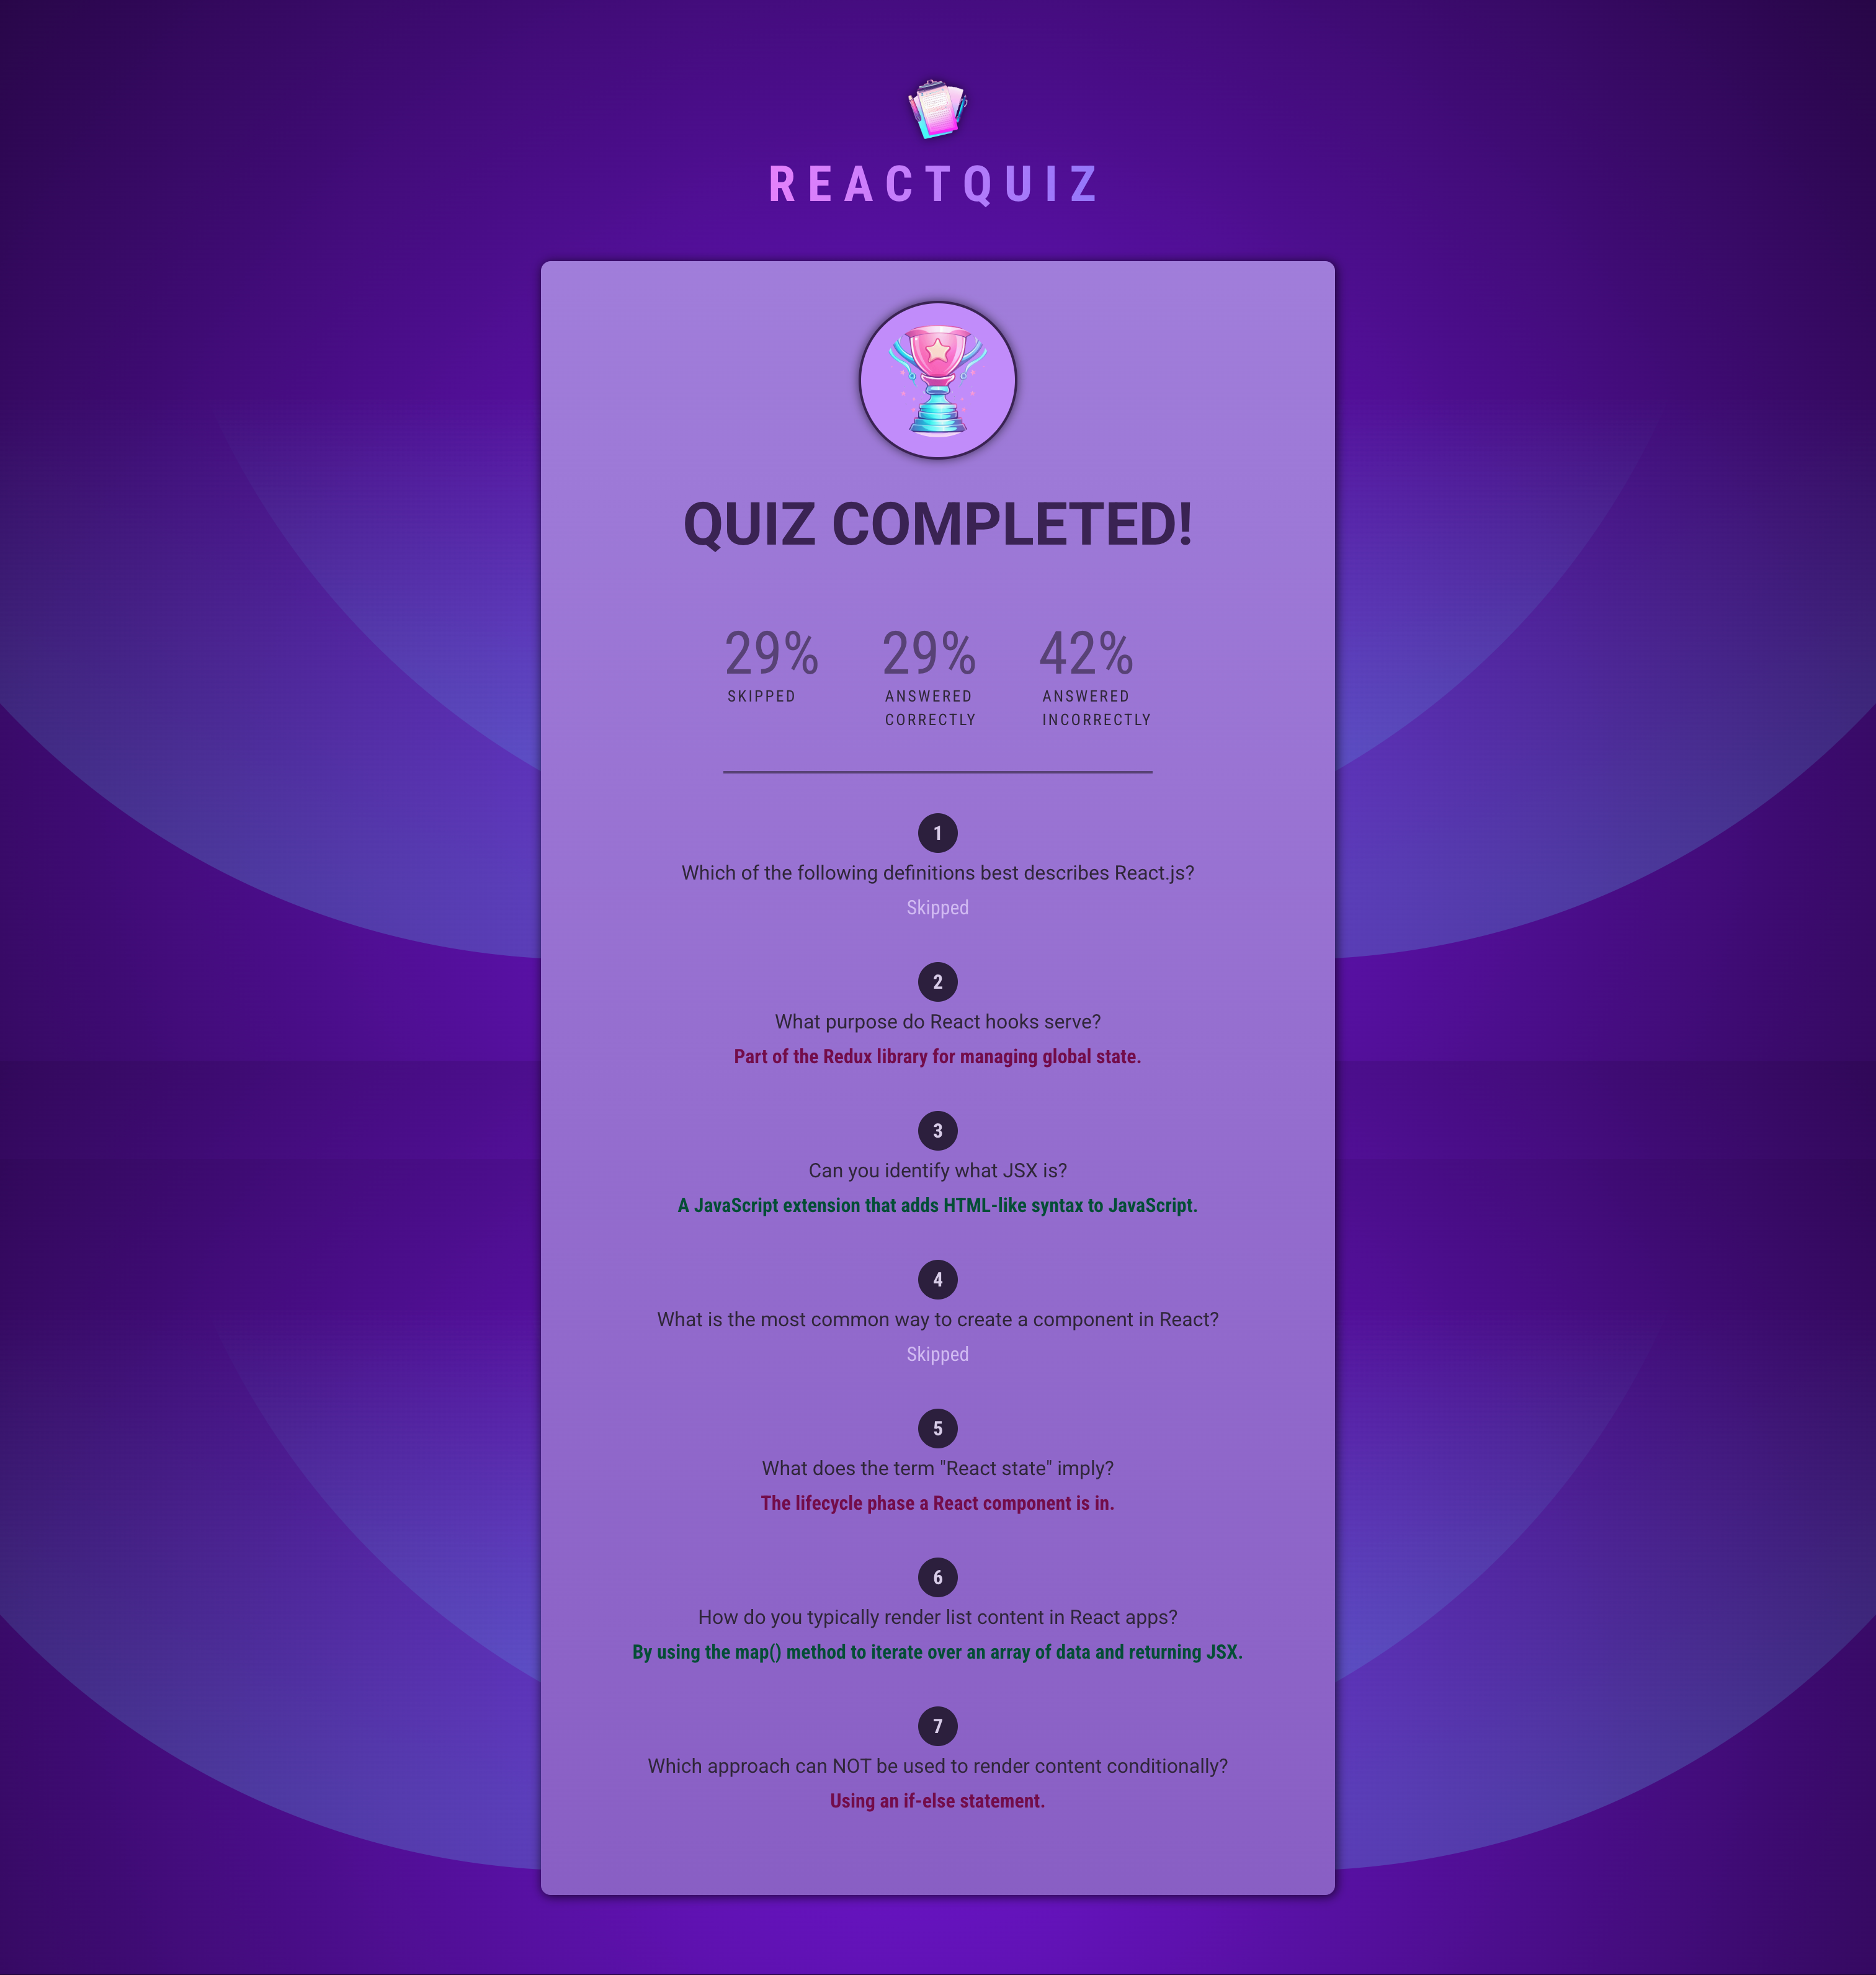 REACTQUIZ
QUIZ COMPLETED!
29% 29% 42%
SKIPPED ANSWERED ANSWERED
CORRECTLY INCORRECTLY
1
Which of the following definitions best describes React.js?
Skipped
2
What purpose do React hooks serve?
Part of the Redux library for managing global state.
3
Can you identify what JSX is?
A JavaScript extension that adds HTML-like syntax to JavaScript.
4
What is the most common way to create a component in React?
Skipped
5
What does the term "React state" imply?
The lifecycle phase a React component is in.
6
How do you typically render list content in React apps?
By using the map() method to iterate over an array of data and returning JSX.
7
Which approach can NOT be used to render content conditionally?
Using an if-else statement.